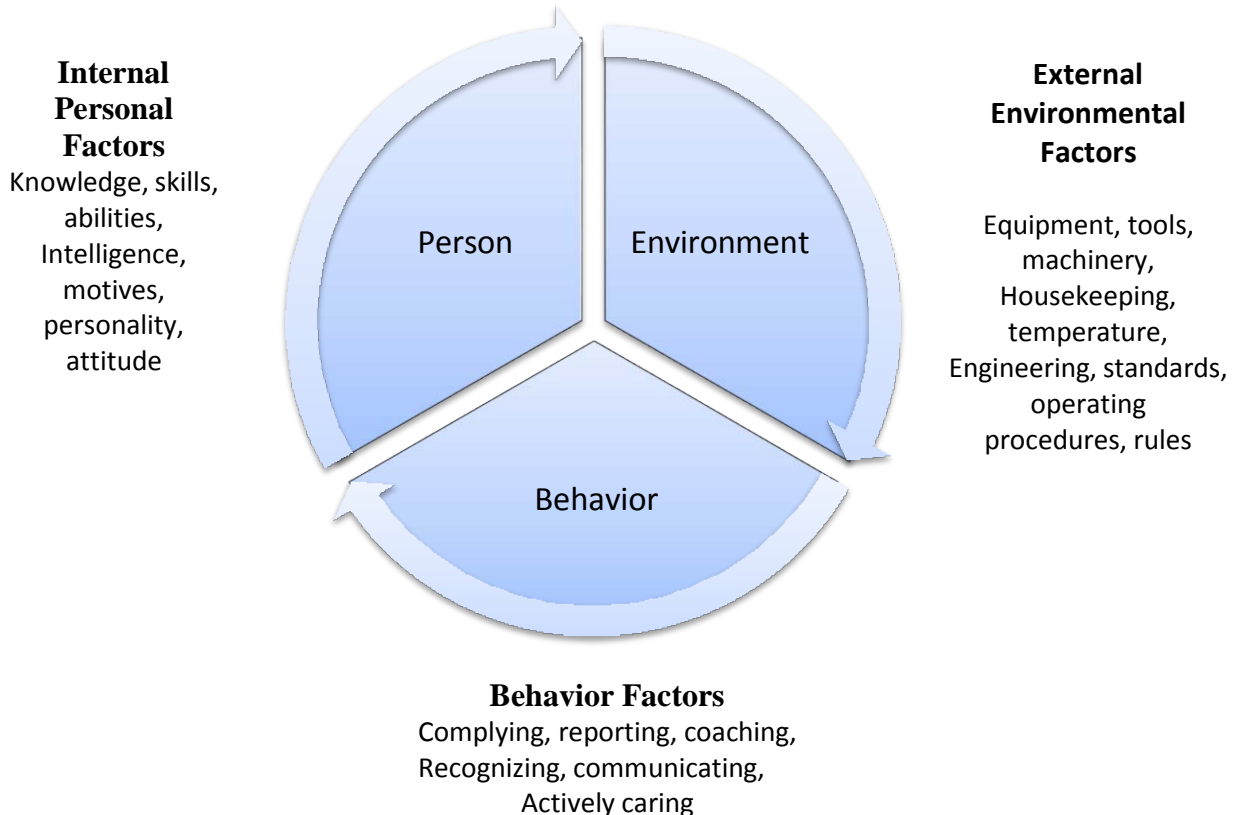 Internal
Personal
Factors
Knowledge, skills,
abilities,
Intelligence,
motives,
personality,
attitude
Person
Environment
Behavior
External
Environmental
Factors
Equipment, tools,
machinery,
Housekeeping,
temperature,
Engineering, standards,
operating
procedures, rules
Behavior Factors
Complying, reporting, coaching,
Recognizing, communicating,
Actively caring